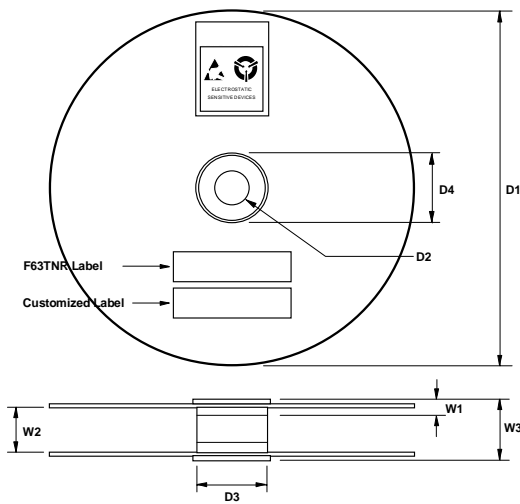 ELECTROSTATIC
SENSITIVE DEVICES
D4
D1
D2
F63TNR Label
Customized Label
W1
W2
W3
D3